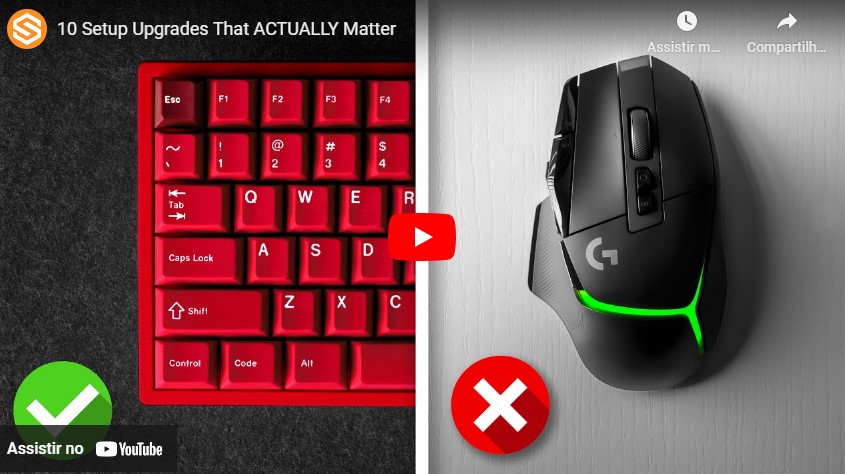 10 Setup Upgrades That ACTUALLY Matter
Assistir m...
Compartilh...
Esc F1 F2 F3 F4
~ ! @ # $
` 1 2 3 4
Tab Q W E R
Caps Lock A S D
Shift Z X C
Control Code Alt
G
Assistir no YouTube